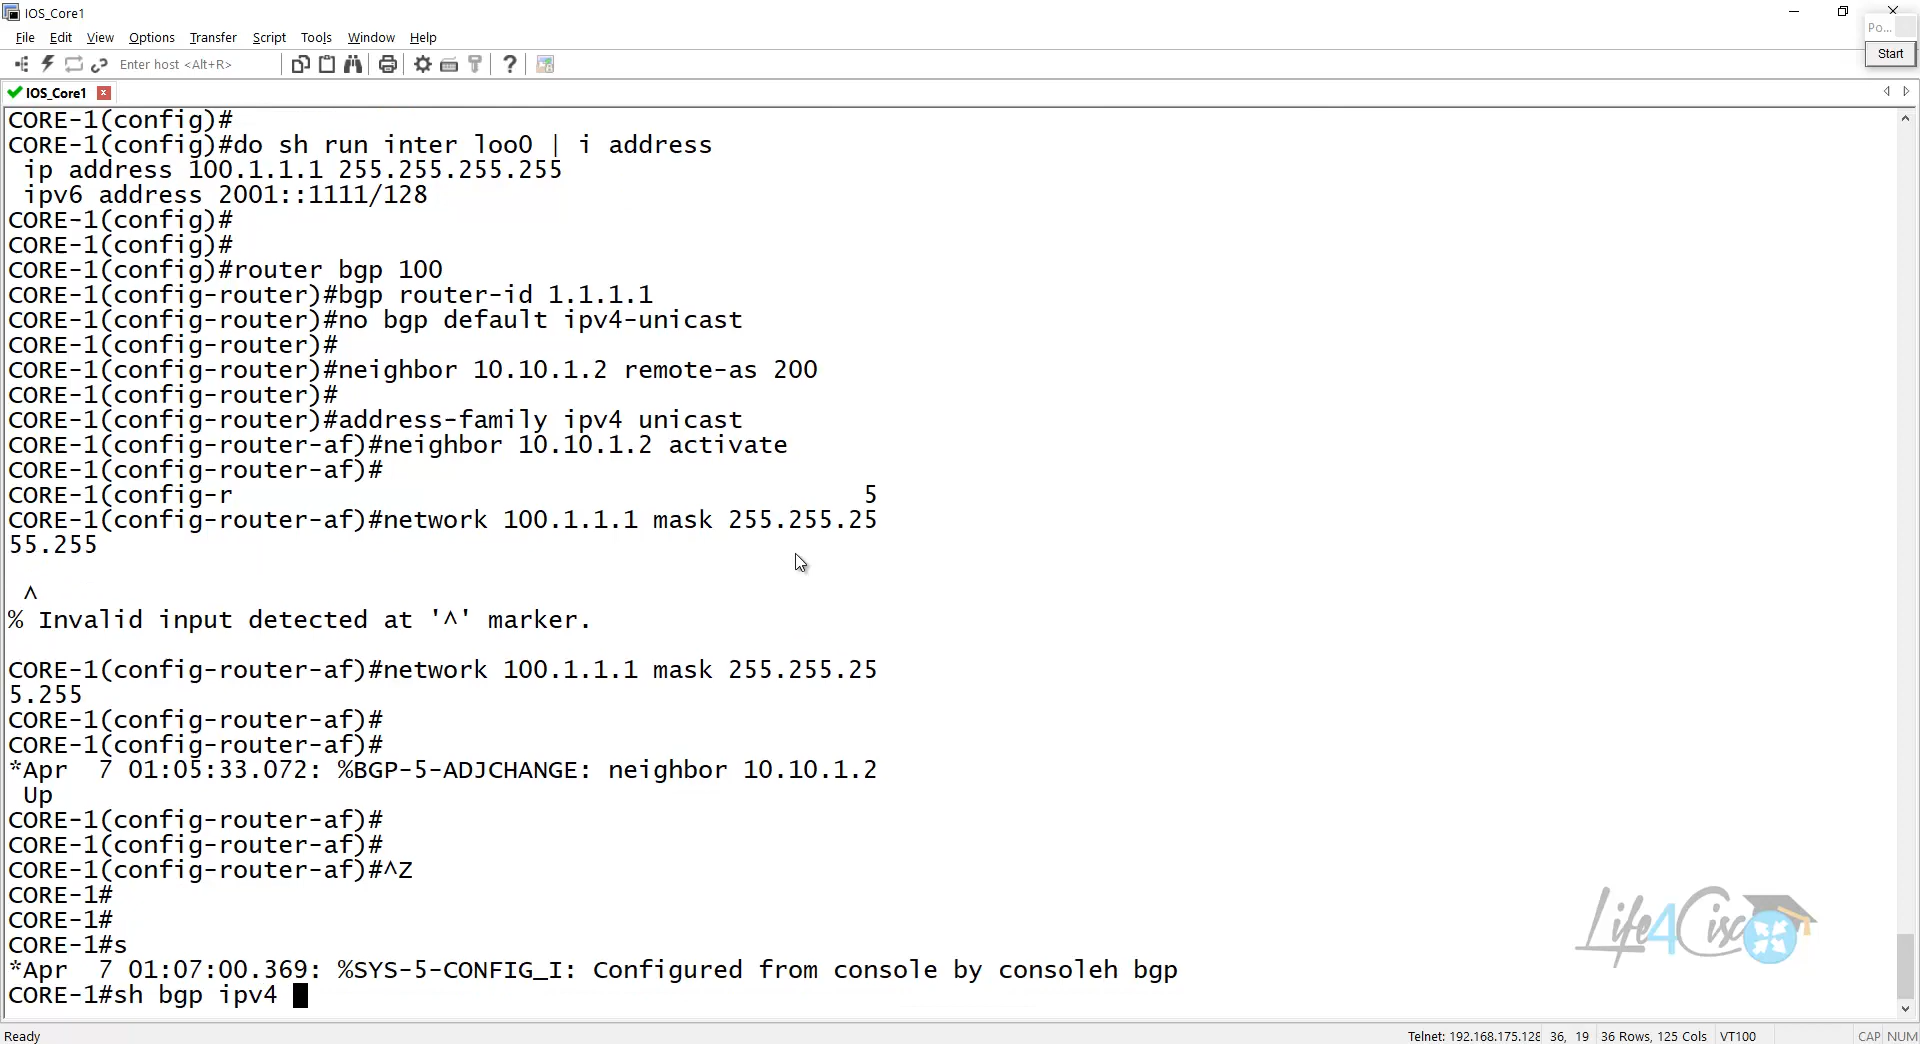 IOS_Core1
Po...
File Edit View Options Transfer Script Tools Window Help
Start
Enter host <Alt+R>
IOS_Core1
CORE-1(config)#
CORE-1(config)#do sh run inter loo0 | i address
 ip address 100.1.1.1 255.255.255.255
 ipv6 address 2001::1111/128
CORE-1(config)#
CORE-1(config)#
CORE-1(config)#router bgp 100
CORE-1(config-router)#bgp router-id 1.1.1.1
CORE-1(config-router)#no bgp default ipv4-unicast
CORE-1(config-router)#
CORE-1(config-router)#neighbor 10.10.1.2 remote-as 200
CORE-1(config-router)#
CORE-1(config-router)#address-family ipv4 unicast
CORE-1(config-router-af)#neighbor 10.10.1.2 activate
CORE-1(config-router-af)#
CORE-1(config-r 5
CORE-1(config-router-af)#network 100.1.1.1 mask 255.255.25
55.255
 ^
% Invalid input detected at '^' marker.
CORE-1(config-router-af)#network 100.1.1.1 mask 255.255.25
5.255
CORE-1(config-router-af)#
CORE-1(config-router-af)#
*Apr  7 01:05:33.072: %BGP-5-ADJCHANGE: neighbor 10.10.1.2
 Up
CORE-1(config-router-af)#
CORE-1(config-router-af)#
CORE-1(config-router-af)#^Z
CORE-1#
CORE-1#
CORE-1#s
*Apr  7 01:07:00.369: %SYS-5-CONFIG_I: Configured from console by consoleh bgp
CORE-1#sh bgp ipv4
Life4Cisco
Ready
Telnet: 192.168.175.128 36, 19 36 Rows, 125 Cols VT100 CAP NUM